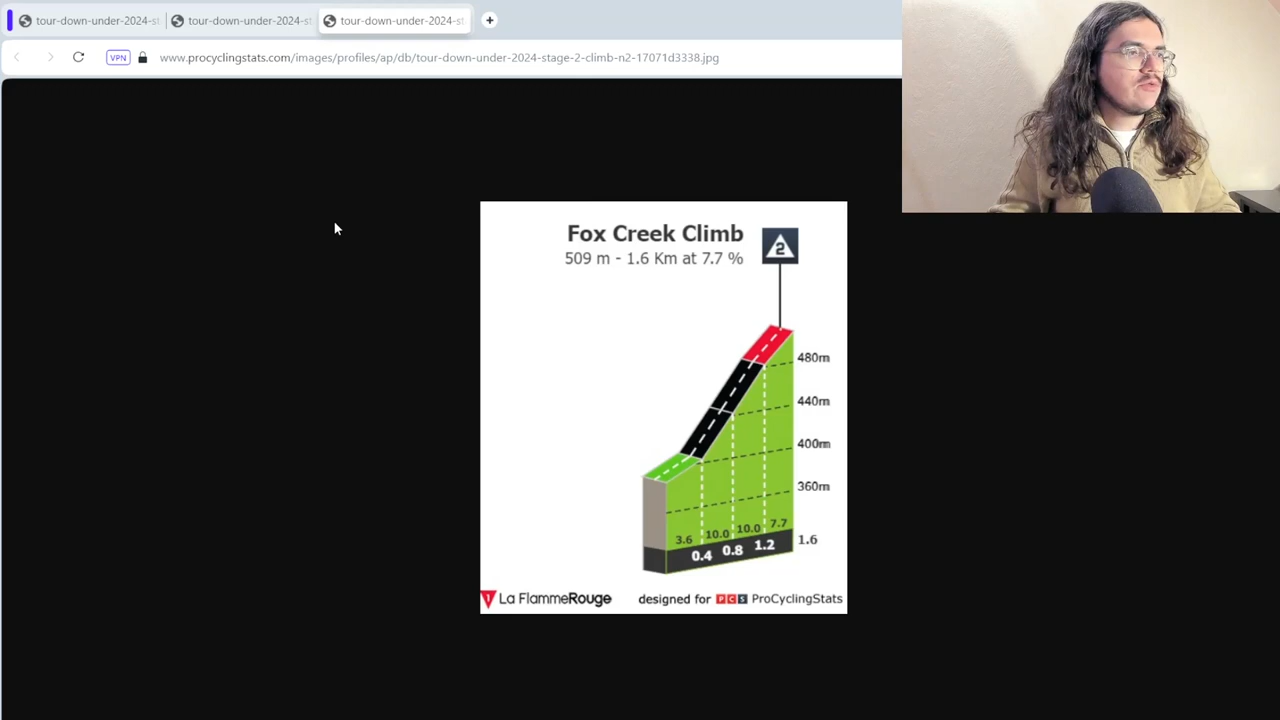 tour-down-under-2024-st
tour-down-under-2024-st
tour-down-under-2024-st
VPN
www.procyclingstats.com/images/profiles/ap/db/tour-down-under-2024-stage-2-climb-n2-17071d3338.jpg
Fox Creek Climb
509 m - 1.6 Km at 7.7 %
2
480m
440m
400m
360m
3.6 10.0 10.0 7.7
0.4 0.8 1.2 1.6
1 La FlammeRouge
designed for PCS ProCyclingStats